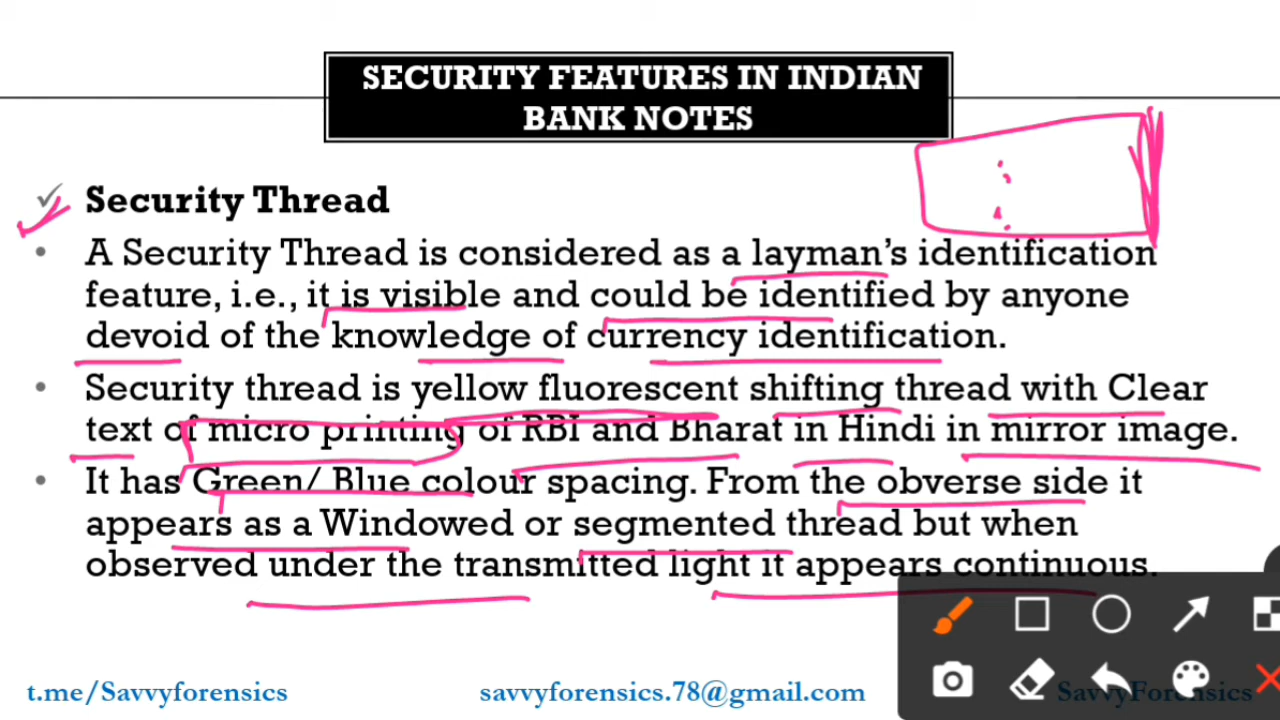 SECURITY FEATURES IN INDIAN
BANK NOTES
Security Thread
• A Security Thread is considered as a layman's identification
feature, i.e., it is visible and could be identified by anyone
devoid of the knowledge of currency identification.
• Security thread is yellow fluorescent shifting thread with Clear
text of micro printing of RBI and Bharat in Hindi in mirror image.
• It has Green/ Blue colour spacing. From the obverse side it
appears as a Windowed or segmented thread but when
observed under the transmitted light it appears continuous.
t.me/Savvyforensics savvyforensics.78@gmail.com SavvyForensics